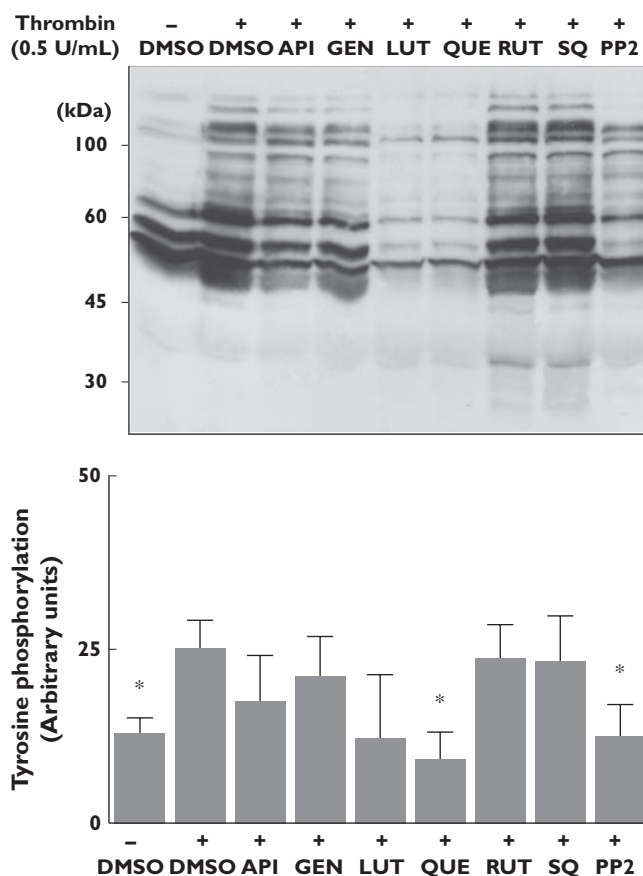 Thrombin – + + + + + + + +
(0.5 U/mL) DMSO DMSO API GEN LUT QUE RUT SQ PP2
(kDa)
100
60
45
30
50
25
0
Tyrosine phosphorylation
(Arbitrary units)
* * *
– + + + + + + + +
DMSO DMSO API GEN LUT QUE RUT SQ PP2